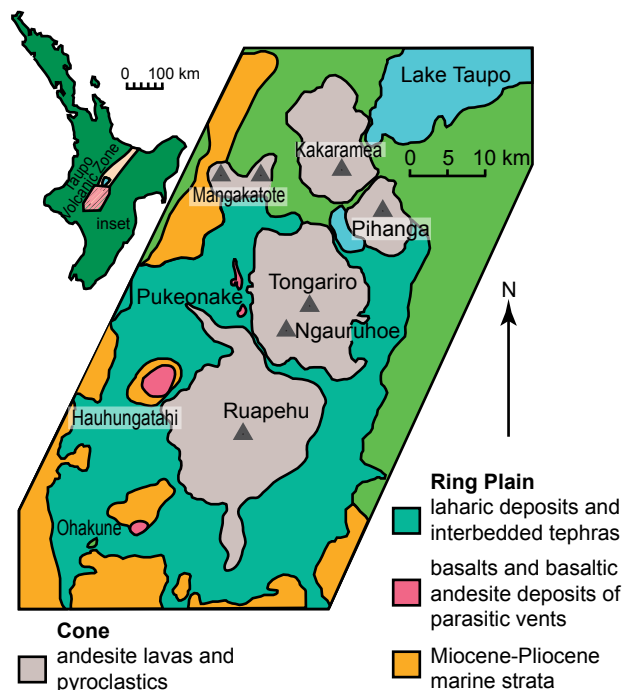 0 100 km
Taupo
Volcanic Zone
inset
Lake Taupo
Kakaramea
0 5 10 km
Mangakatote
Pihanga
N
Tongariro
Pukeonake
Ngauruhoe
Hauhungatahi
Ruapehu
Ohakune
Ring Plain
laharic deposits and
interbedded tephras
basalts and basaltic
andesite deposits of
parasitic vents
Miocene-Pliocene
marine strata
Cone
andesite lavas and
pyroclastics